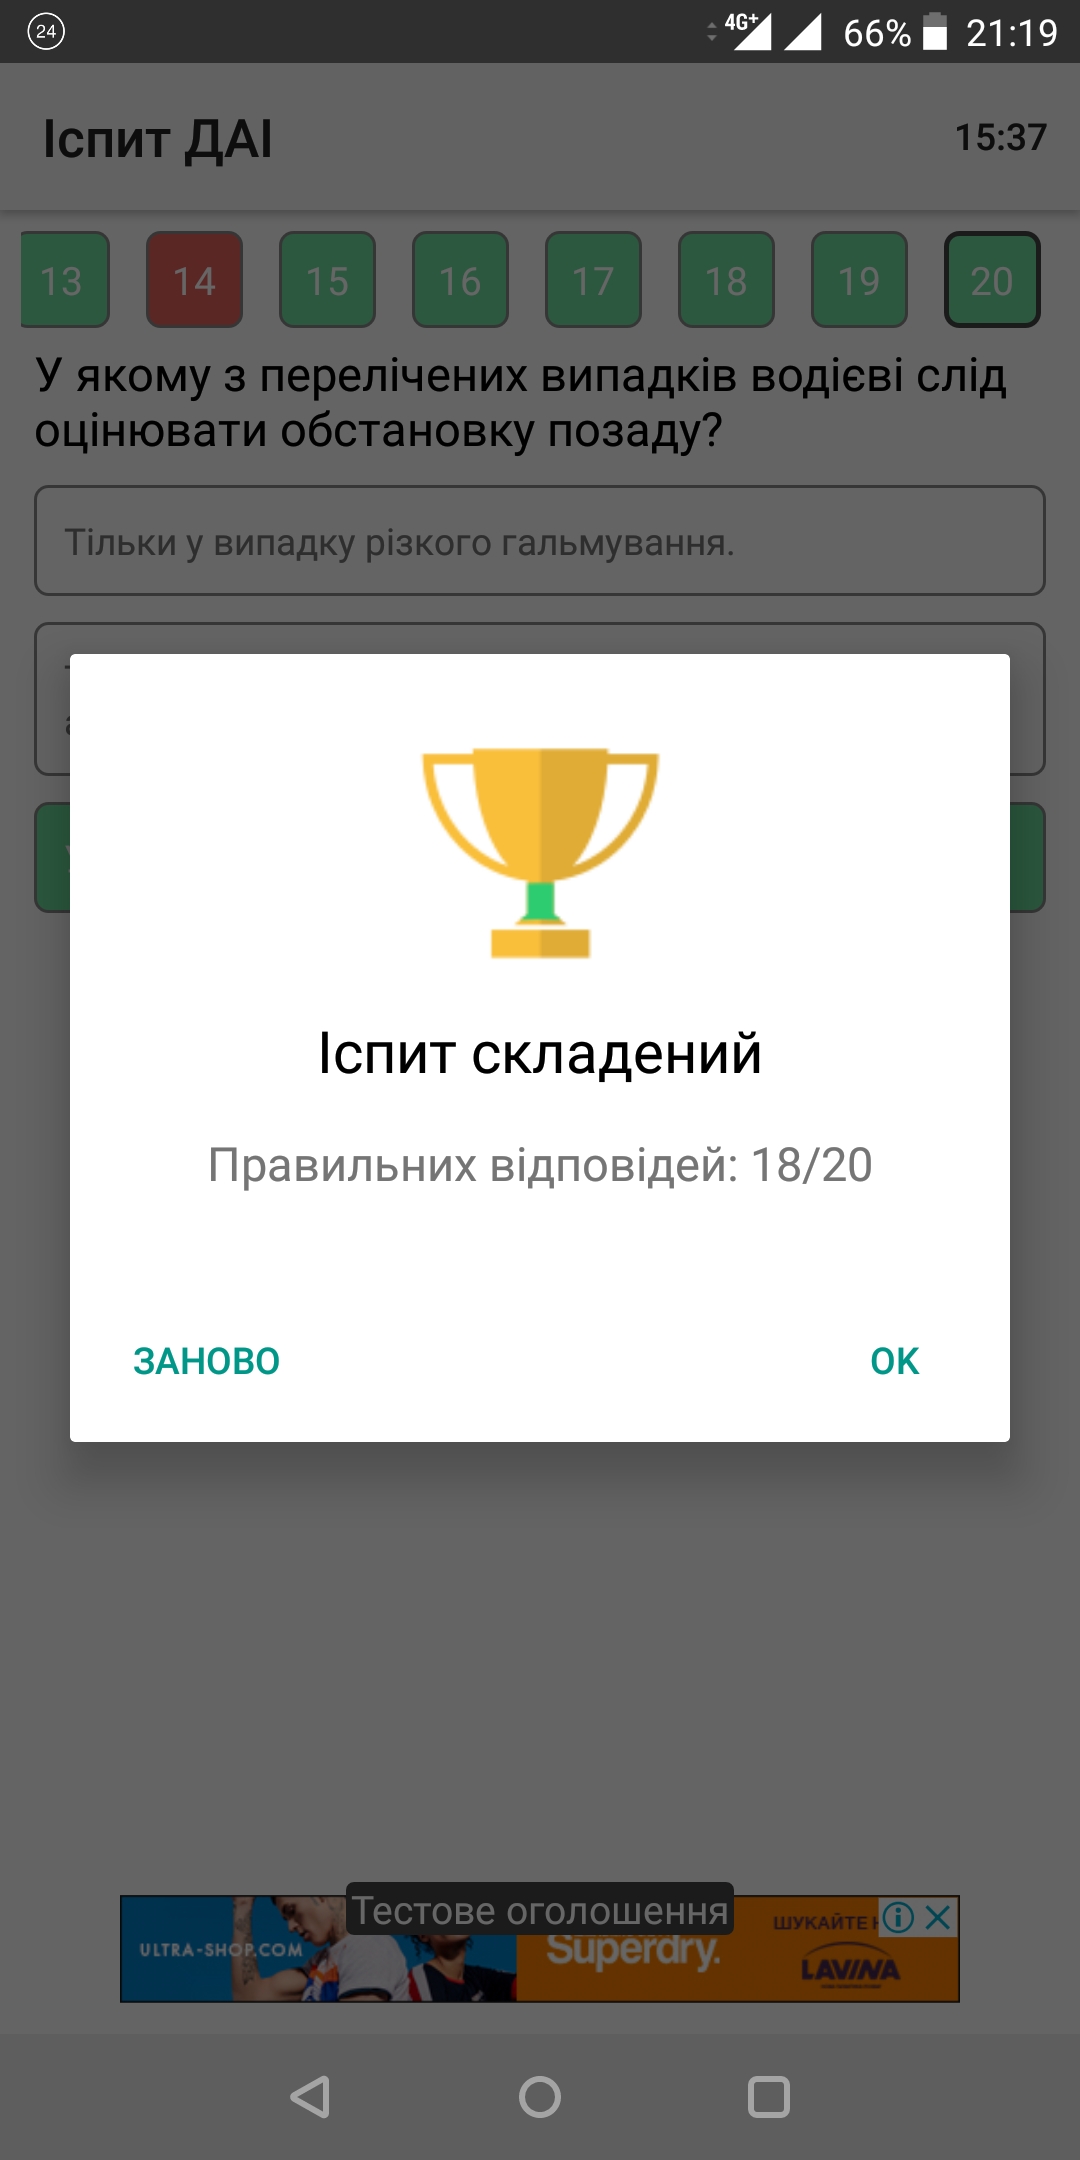 24
4G+ 66% 21:19
Іспит ДАІ 15:37
13 14 15 16 17 18 19 20
У якому з перелічених випадків водієві слід
оцінювати обстановку позаду?
Тільки у випадку різкого гальмування.
Іспит складений
Правильних відповідей: 18/20
ЗАНОВО OK
Тестове оголошення
ULTRA-SHOP.COM Superdry. ШУКАЙТЕ
LAVINA